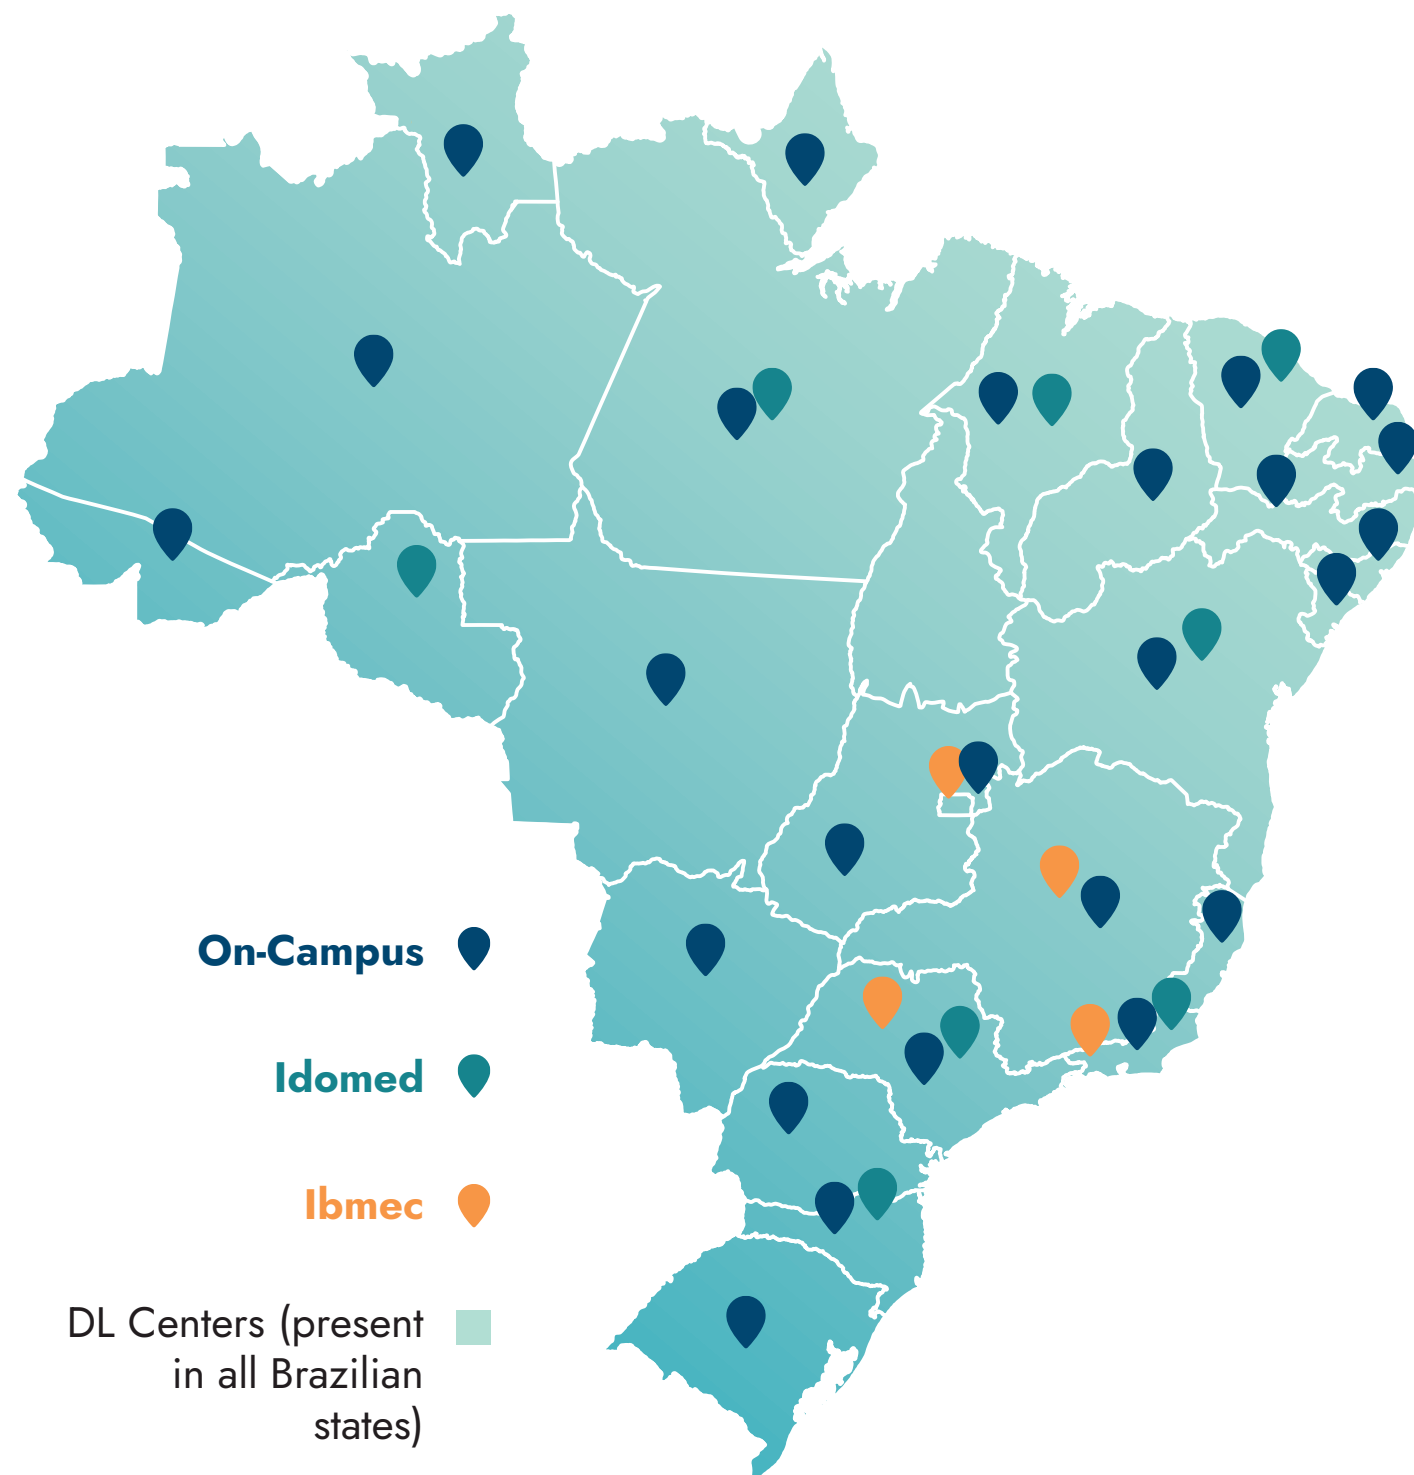 On-Campus
Idomed
Ibmec
DL Centers (present
in all Brazilian
states)